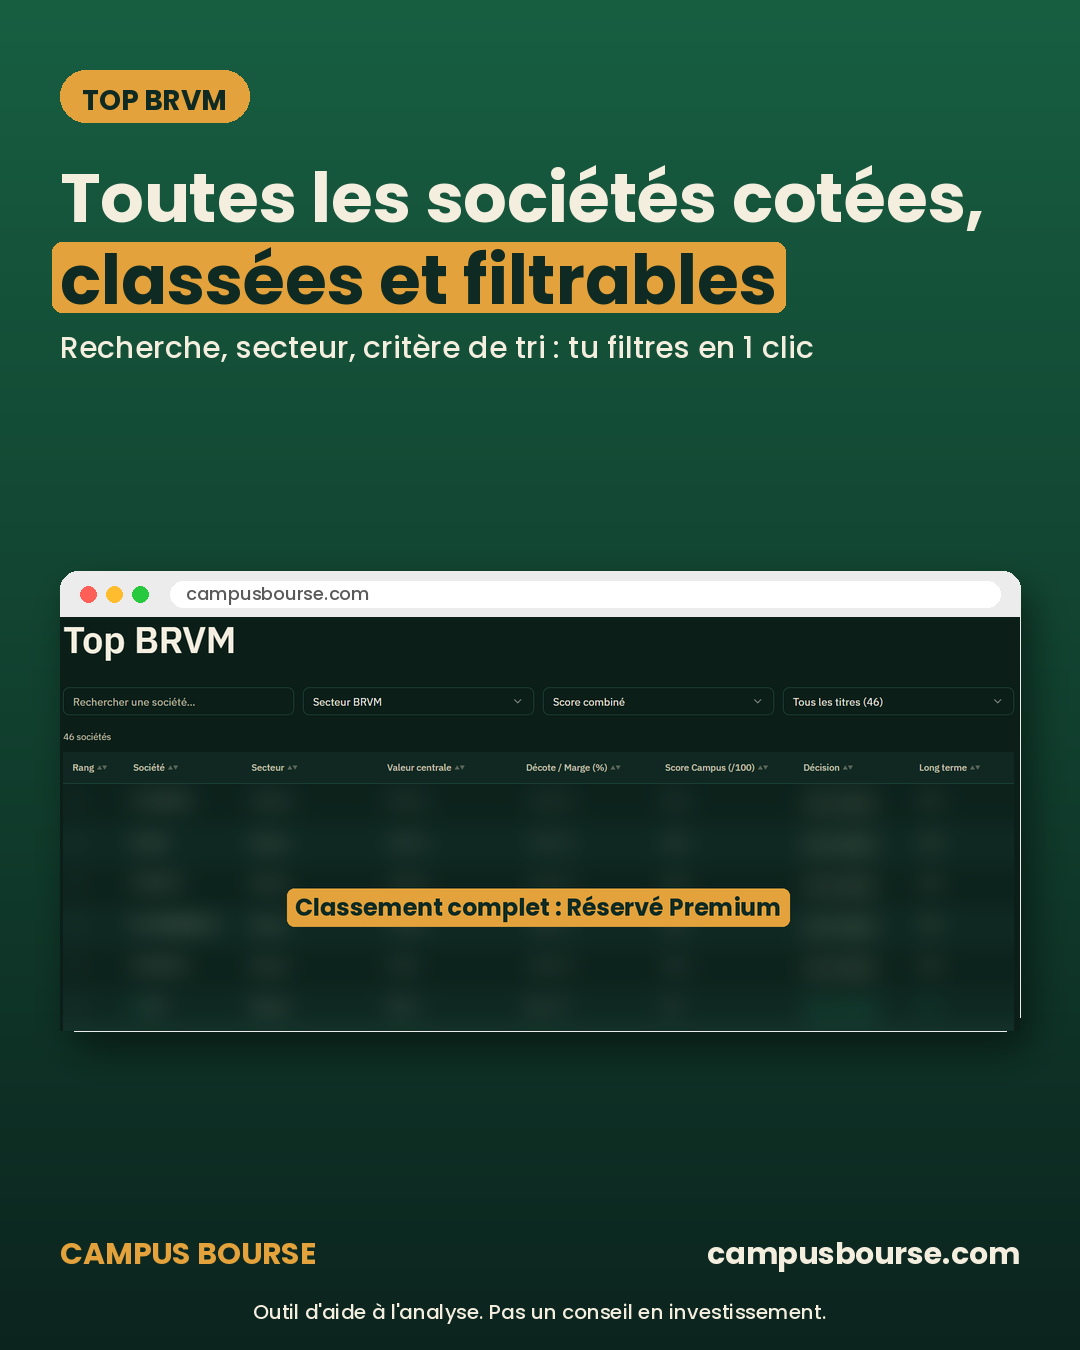 TOP BRVM
Toutes les sociétés cotées,
classées et filtrables
Recherche, secteur, critère de tri : tu filtres en 1 clic
campusbourse.com
Top BRVM
Rechercher une société...
Secteur BRVM
Score combiné
Tous les titres (46)
46 sociétés
Rang Société Secteur Valeur centrale Décote / Marge (%) Score Campus (/100) Décision Long terme
Classement complet : Réservé Premium
CAMPUS BOURSE
campusbourse.com
Outil d'aide à l'analyse. Pas un conseil en investissement.